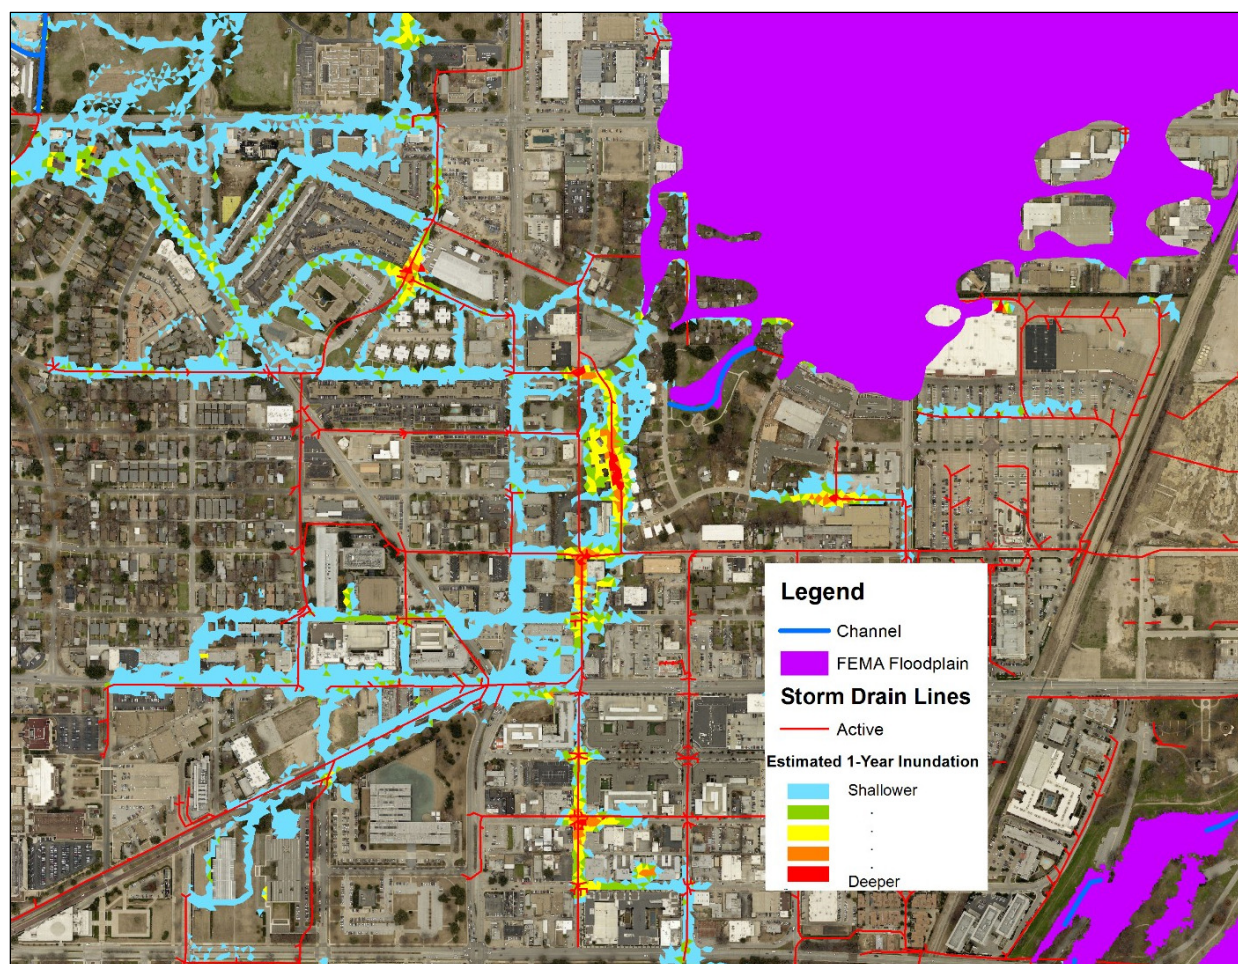 Legend
Channel
FEMA Floodplain
Storm Drain Lines
Active
Estimated 1-Year Inundation
Shallower
.
.
.
Deeper